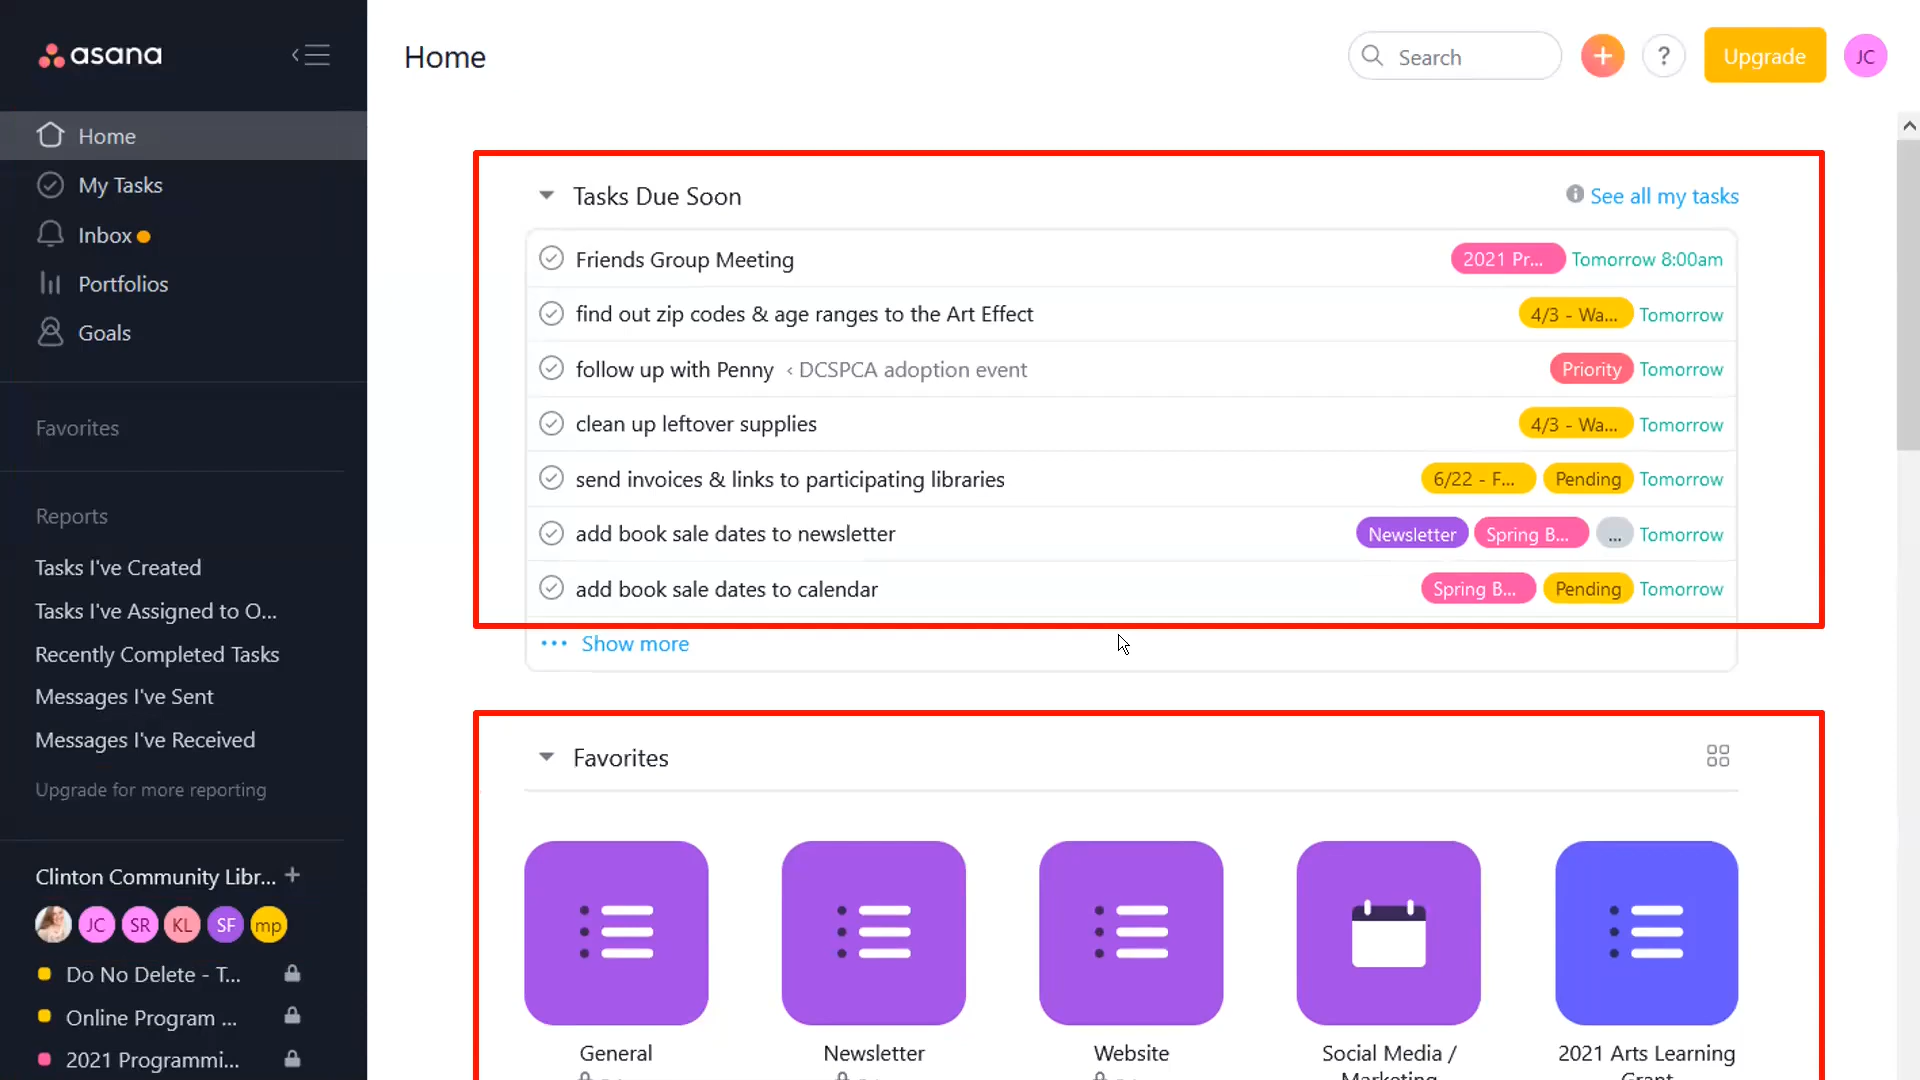 asana
Home
Search
+
?
Upgrade
JC
Home
My Tasks
Inbox
Portfolios
Goals
Favorites
Reports
Tasks I've Created
Tasks I've Assigned to O...
Recently Completed Tasks
Messages I've Sent
Messages I've Received
Upgrade for more reporting
Clinton Community Libr... +
JC SR KL SF mp
Do No Delete - T...
Online Program ...
2021 Programmi...
Tasks Due Soon
See all my tasks
Friends Group Meeting 2021 Pr... Tomorrow 8:00am
find out zip codes & age ranges to the Art Effect 4/3 - Wa... Tomorrow
follow up with Penny ‹ DCSPCA adoption event Priority Tomorrow
clean up leftover supplies 4/3 - Wa... Tomorrow
send invoices & links to participating libraries 6/22 - F... Pending Tomorrow
add book sale dates to newsletter Newsletter Spring B... ... Tomorrow
add book sale dates to calendar Spring B... Pending Tomorrow
... Show more
Favorites
General
Newsletter
Website
Social Media /
Marketing
2021 Arts Learning
Grant